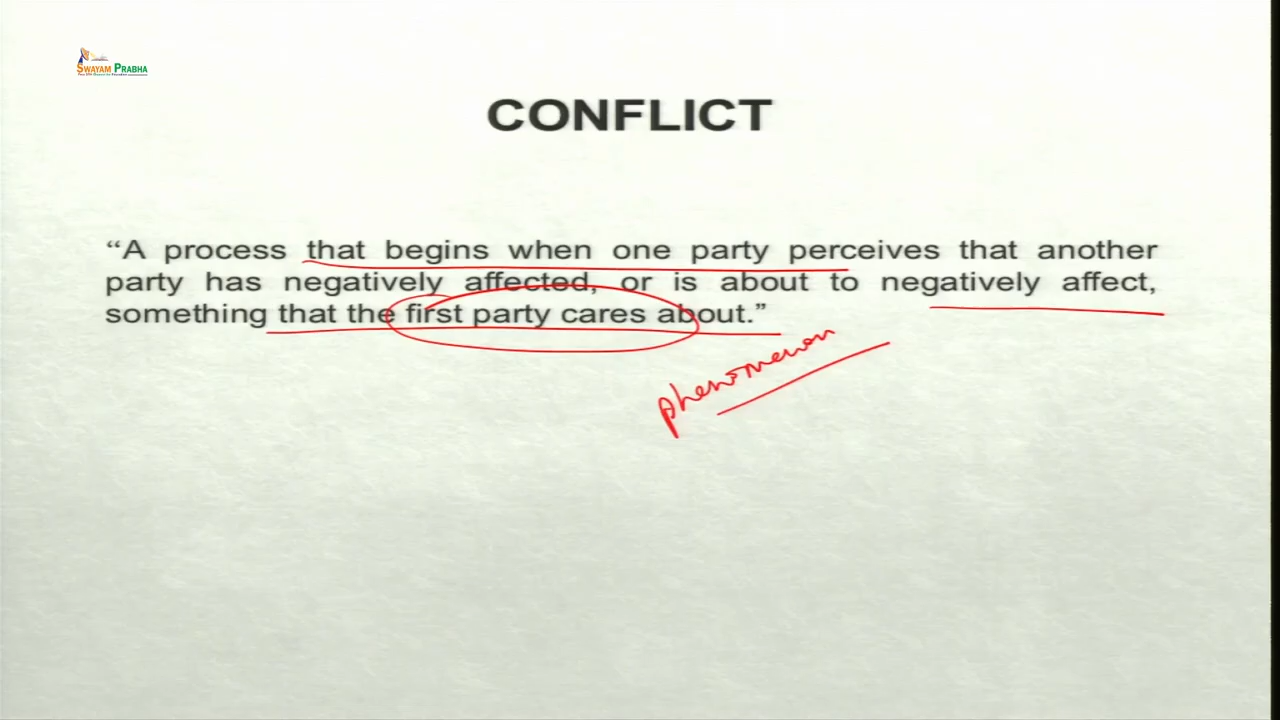 SWAYAM PRABHA
CONFLICT
“A process that begins when one party perceives that another
party has negatively affected, or is about to negatively affect,
something that the first party cares about.”
phenomenon